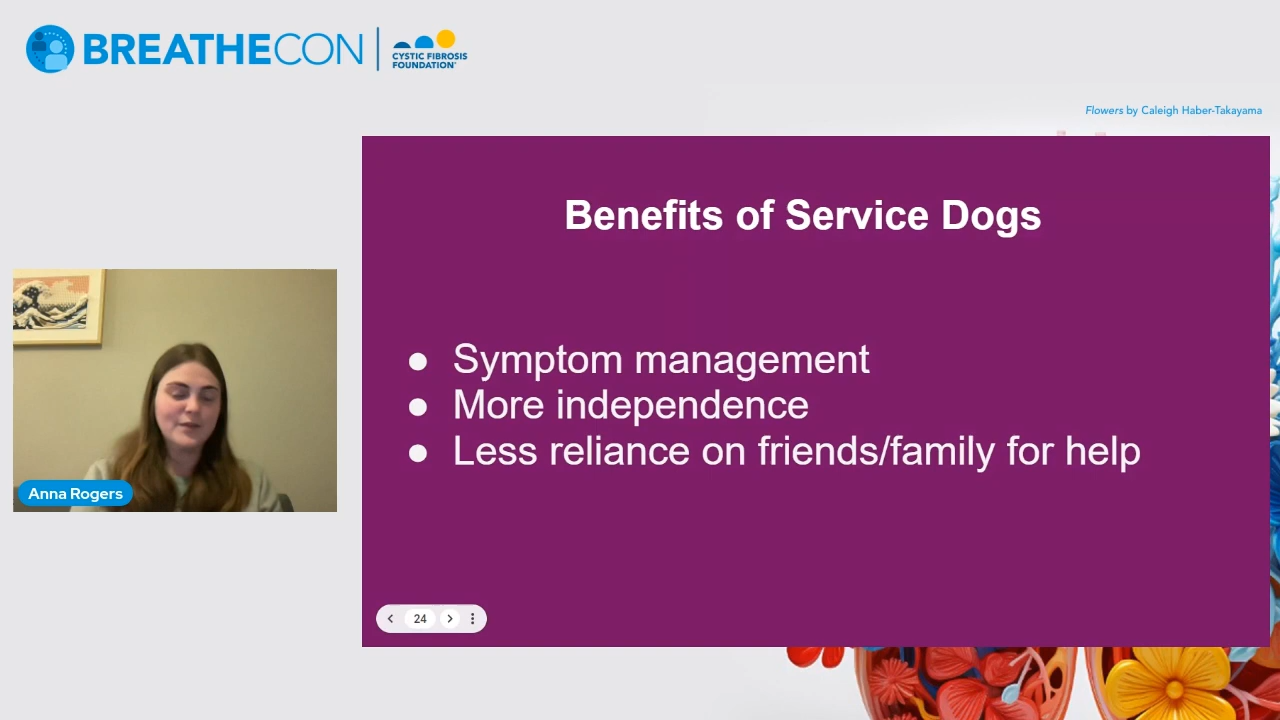 BREATHECON
CYSTIC FIBROSIS
FOUNDATION
Flowers by Caleigh Haber-Takayama
Benefits of Service Dogs
● Symptom management
● More independence
● Less reliance on friends/family for help
Anna Rogers
24